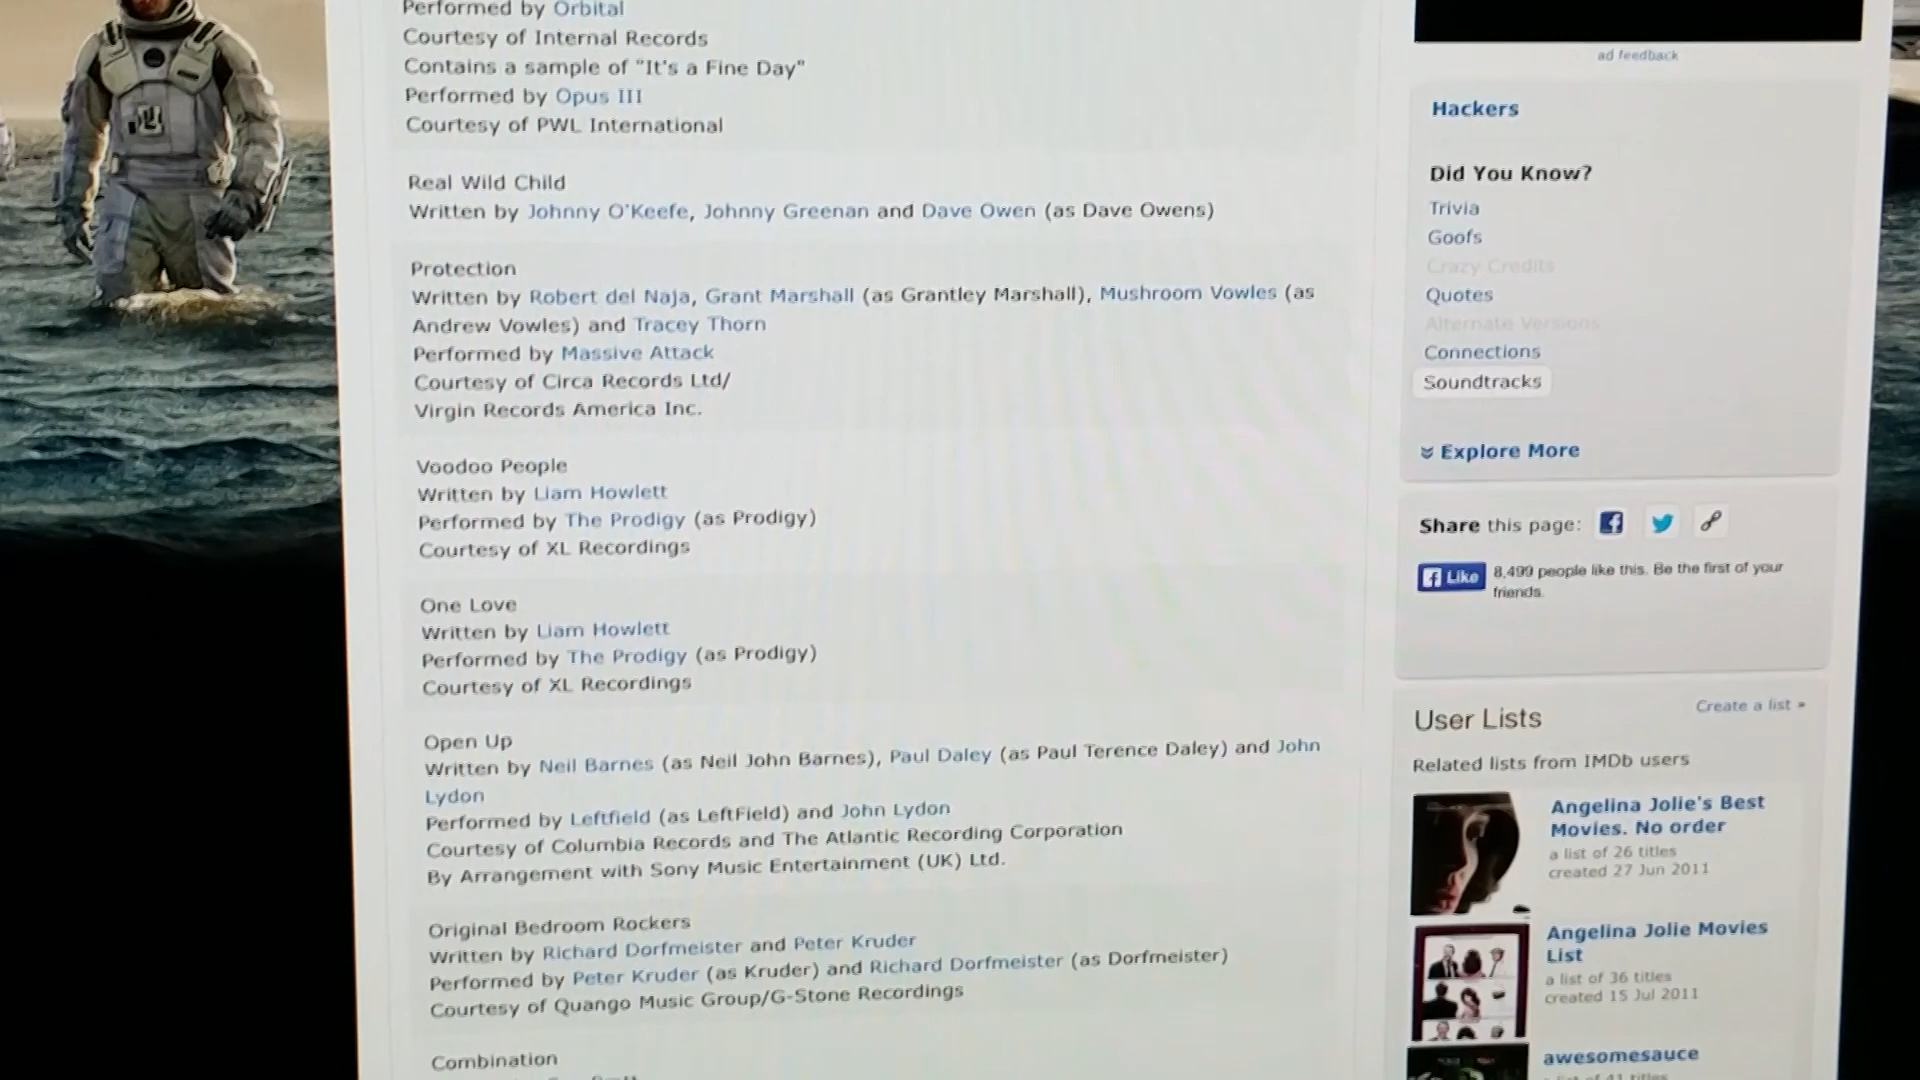 Performed by Orbital
Courtesy of Internal Records
Contains a sample of "It's a Fine Day"
Performed by Opus III
Courtesy of PWL International
Real Wild Child
Written by Johnny O'Keefe, Johnny Greenan and Dave Owen (as Dave Owens)
Protection
Written by Robert del Naja, Grant Marshall (as Grantley Marshall), Mushroom Vowles (as
Andrew Vowles) and Tracey Thorn
Performed by Massive Attack
Courtesy of Circa Records Ltd/
Virgin Records America Inc.
Voodoo People
Written by Liam Howlett
Performed by The Prodigy (as Prodigy)
Courtesy of XL Recordings
One Love
Written by Liam Howlett
Performed by The Prodigy (as Prodigy)
Courtesy of XL Recordings
Open Up
Written by Neil Barnes (as Neil John Barnes), Paul Daley (as Paul Terence Daley) and John
Lydon
Performed by Leftfield (as LeftField) and John Lydon
Courtesy of Columbia Records and The Atlantic Recording Corporation
By Arrangement with Sony Music Entertainment (UK) Ltd.
Original Bedroom Rockers
Written by Richard Dorfmeister and Peter Kruder
Performed by Peter Kruder (as Kruder) and Richard Dorfmeister (as Dorfmeister)
Courtesy of Quango Music Group/G-Stone Recordings
Combination
ad feedback
Hackers
Did You Know?
Trivia
Goofs
Crazy Credits
Quotes
Alternate Versions
Connections
Soundtracks
Explore More
Share this page:
Like
8,499 people like this. Be the first of your
friends.
User Lists
Create a list »
Related lists from IMDb users
Angelina Jolie's Best
Movies. No order
a list of 26 titles
created 27 Jun 2011
Angelina Jolie Movies
List
a list of 36 titles
created 15 Jul 2011
awesomesauce